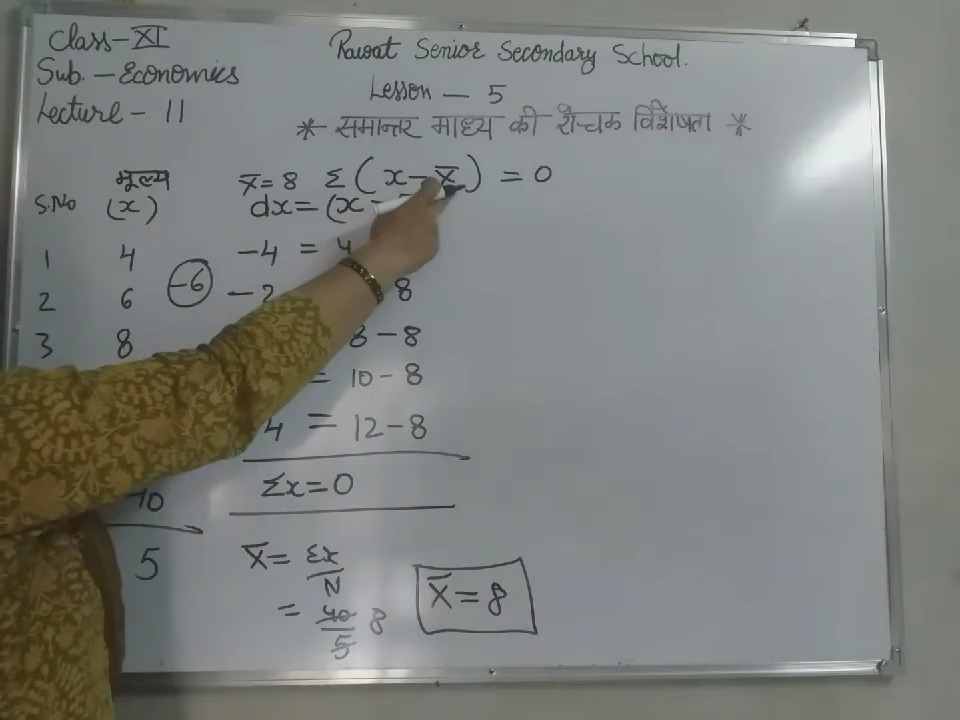 Class-XI
Rawat Senior Secondary School.
Sub. - Economics
Lesson - 5
Lecture - 11
* समान्तर माध्य की रोच्चक विशेषता *
S.No मूल्य (x)
x̄=8 Σ(x-x̄) = 0
dx= (x-
1 4 -4 = 4
2 6 -6 -2 8
3 8 8-8
= 10-8
4 = 12-8
Σx=0
5
x̄= Σx/N
= 40/5 8
x̄=8